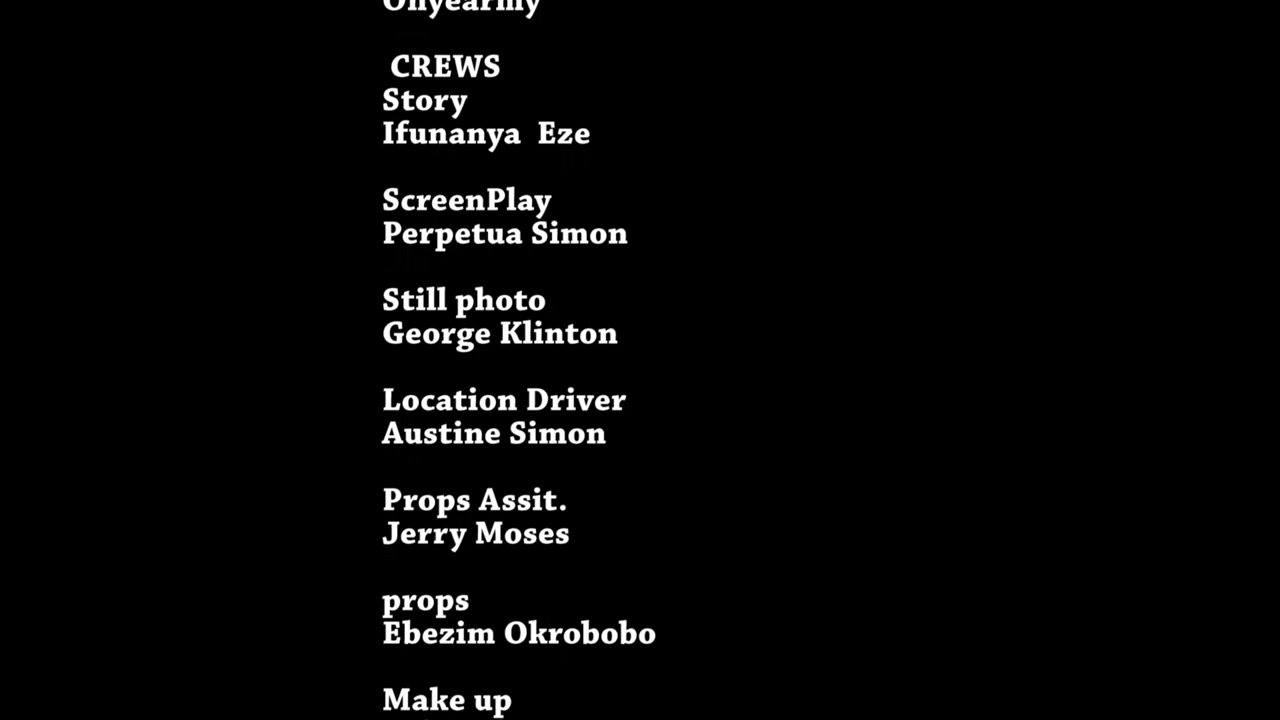 Onyearmy
CREWS
Story
Ifunanya Eze
ScreenPlay
Perpetua Simon
Still photo
George Klinton
Location Driver
Austine Simon
Props Assit.
Jerry Moses
props
Ebezim Okrobobo
Make up